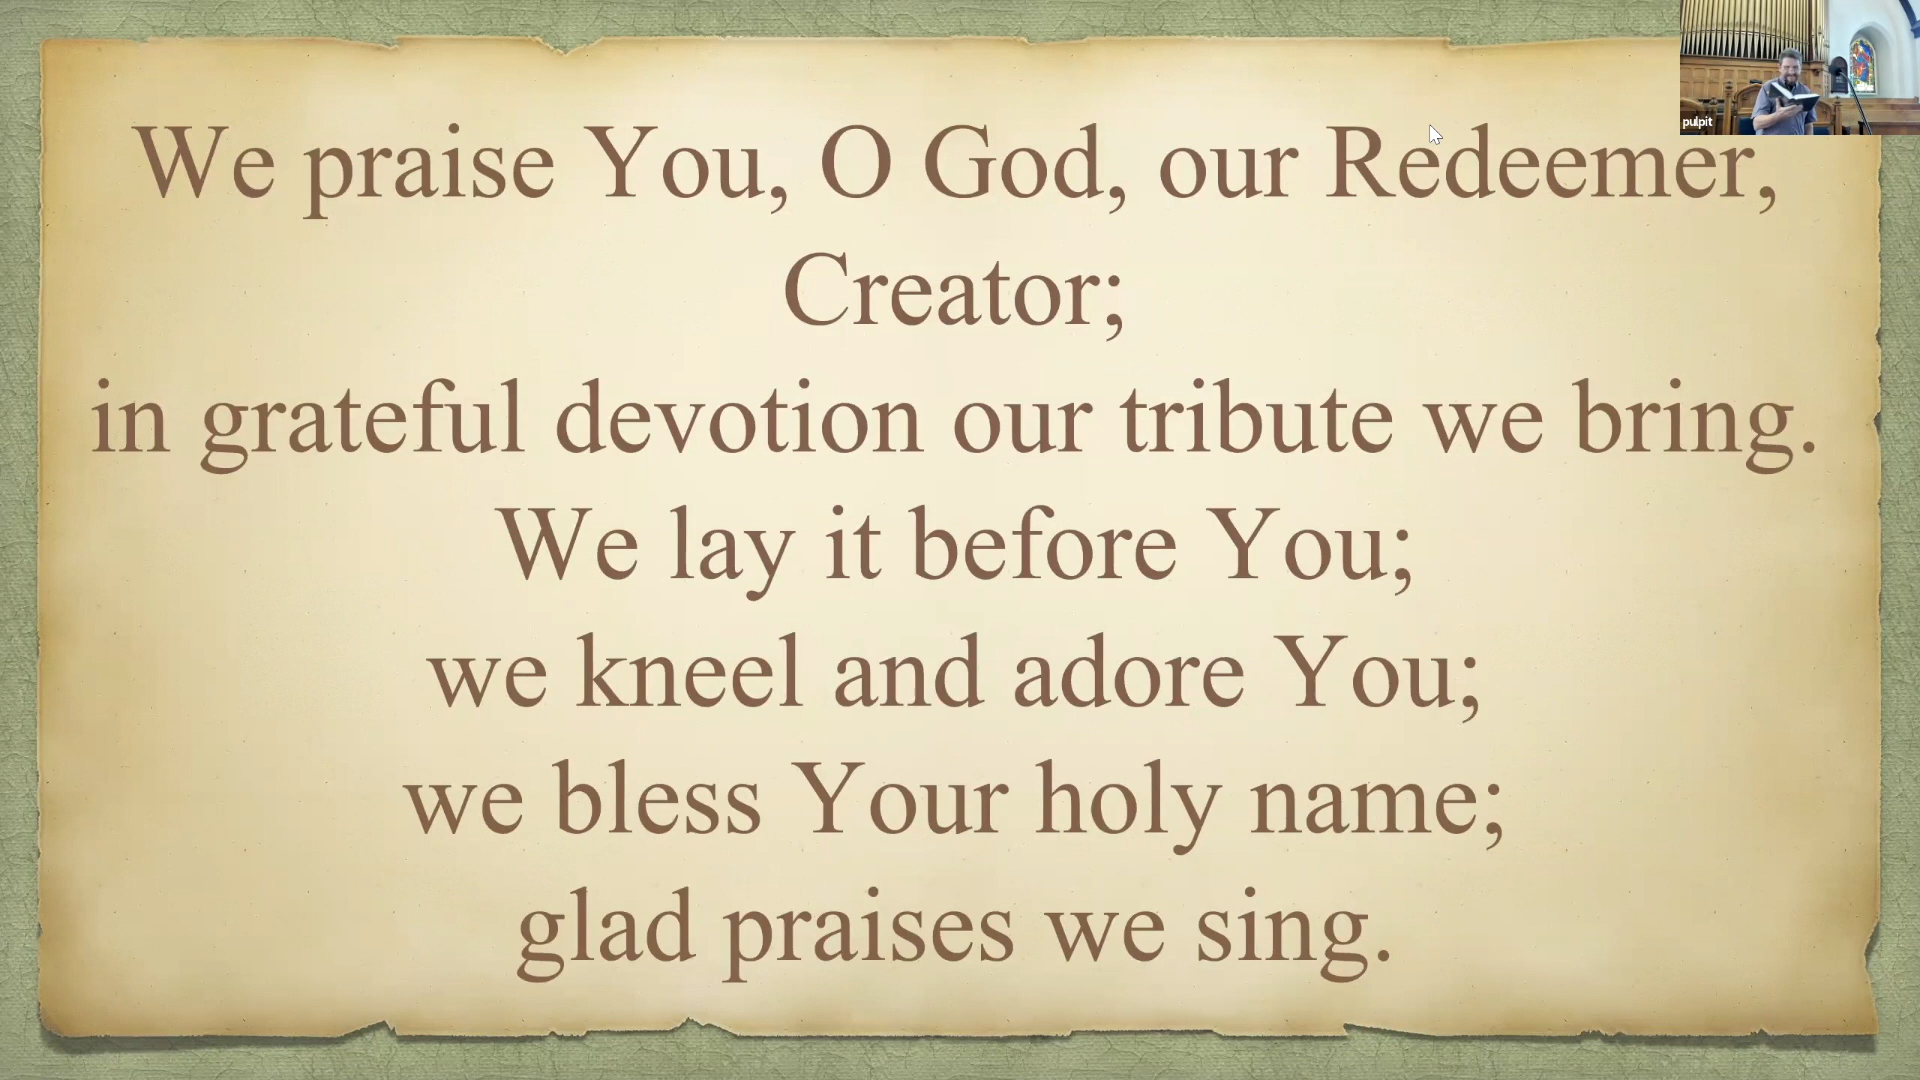 We praise You, O God, our Redeemer,
Creator;
in grateful devotion our tribute we bring.
We lay it before You;
we kneel and adore You;
we bless Your holy name;
glad praises we sing.
pulpit